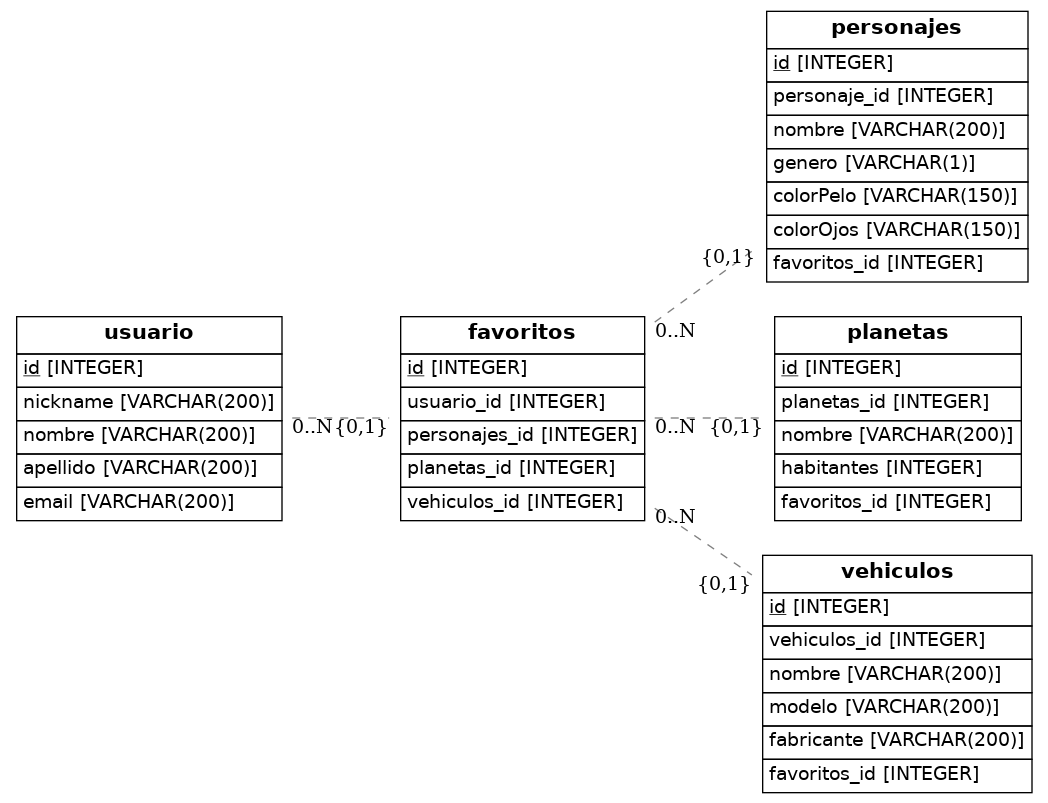 personajes
id [INTEGER]
personaje_id [INTEGER]
nombre [VARCHAR(200)]
genero [VARCHAR(1)]
colorPelo [VARCHAR(150)]
colorOjos [VARCHAR(150)]
favoritos_id [INTEGER]
{0,1}
0..N
usuario
id [INTEGER]
nickname [VARCHAR(200)]
nombre [VARCHAR(200)]
apellido [VARCHAR(200)]
email [VARCHAR(200)]
0..N
{0,1}
favoritos
id [INTEGER]
usuario_id [INTEGER]
personajes_id [INTEGER]
planetas_id [INTEGER]
vehiculos_id [INTEGER]
0..N
{0,1}
planetas
id [INTEGER]
planetas_id [INTEGER]
nombre [VARCHAR(200)]
habitantes [INTEGER]
favoritos_id [INTEGER]
0..N
{0,1}
vehiculos
id [INTEGER]
vehiculos_id [INTEGER]
nombre [VARCHAR(200)]
modelo [VARCHAR(200)]
fabricante [VARCHAR(200)]
favoritos_id [INTEGER]